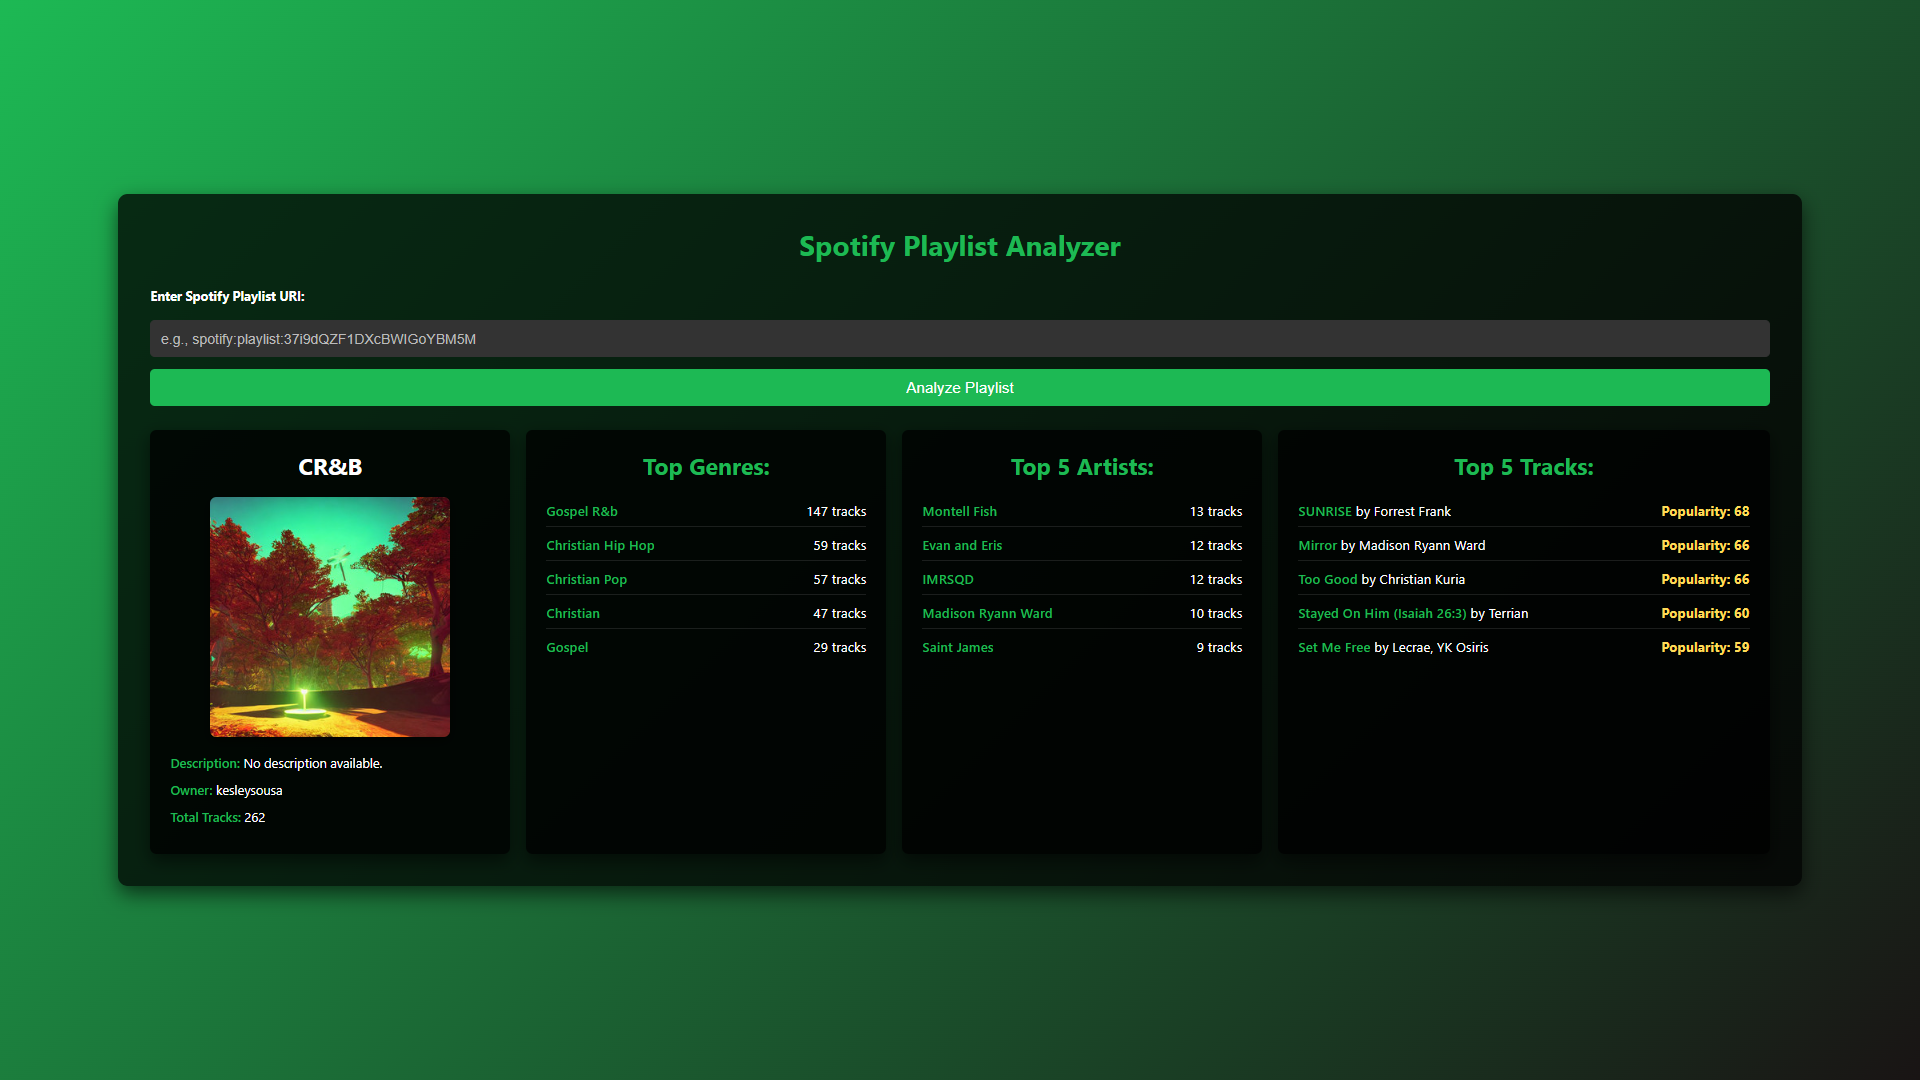 Spotify Playlist Analyzer
Enter Spotify Playlist URI:
e.g., spotify:playlist:37i9dQZF1DXcBWIGoYBM5M
Analyze Playlist
CR&B
Description: No description available.
Owner: kesleysousa
Total Tracks: 262
Top Genres:
Gospel R&b 147 tracks
Christian Hip Hop 59 tracks
Christian Pop 57 tracks
Christian 47 tracks
Gospel 29 tracks
Top 5 Artists:
Montell Fish 13 tracks
Evan and Eris 12 tracks
IMRSQD 12 tracks
Madison Ryann Ward 10 tracks
Saint James 9 tracks
Top 5 Tracks:
SUNRISE by Forrest Frank Popularity: 68
Mirror by Madison Ryann Ward Popularity: 66
Too Good by Christian Kuria Popularity: 66
Stayed On Him (Isaiah 26:3) by Terrian Popularity: 60
Set Me Free by Lecrae, YK Osiris Popularity: 59